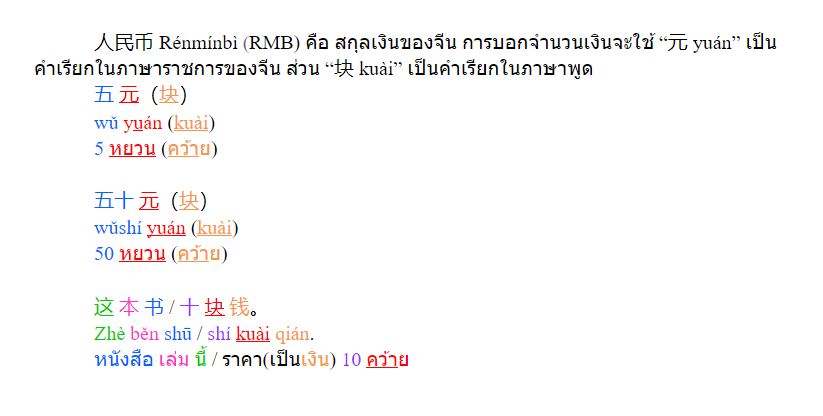 人民币 Rénmínbì (RMB) คือ สกุลเงินของจีน การบอกจำนวนเงินจะใช้ “元 yuán” เป็น
คำเรียกในภาษาราชการของจีน ส่วน “块 kuài” เป็นคำเรียกในภาษาพูด
五 元（块）
wǔ yuán (kuài)
5 หยวน (คว้าย)
五十 元（块）
wǔshí yuán (kuài)
50 หยวน (คว้าย)
这 本 书 / 十 块 钱。
Zhè běn shū / shí kuài qián.
หนังสือ เล่ม นี้ / ราคา(เป็นเงิน) 10 คว้าย